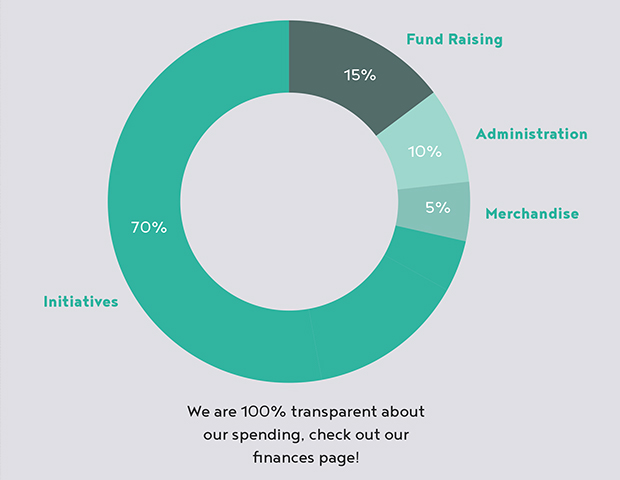 Fund Raising
15%
Administration
10%
5%
Merchandise
70%
Initiatives
We are 100% transparent about
our spending, check out our
finances page!